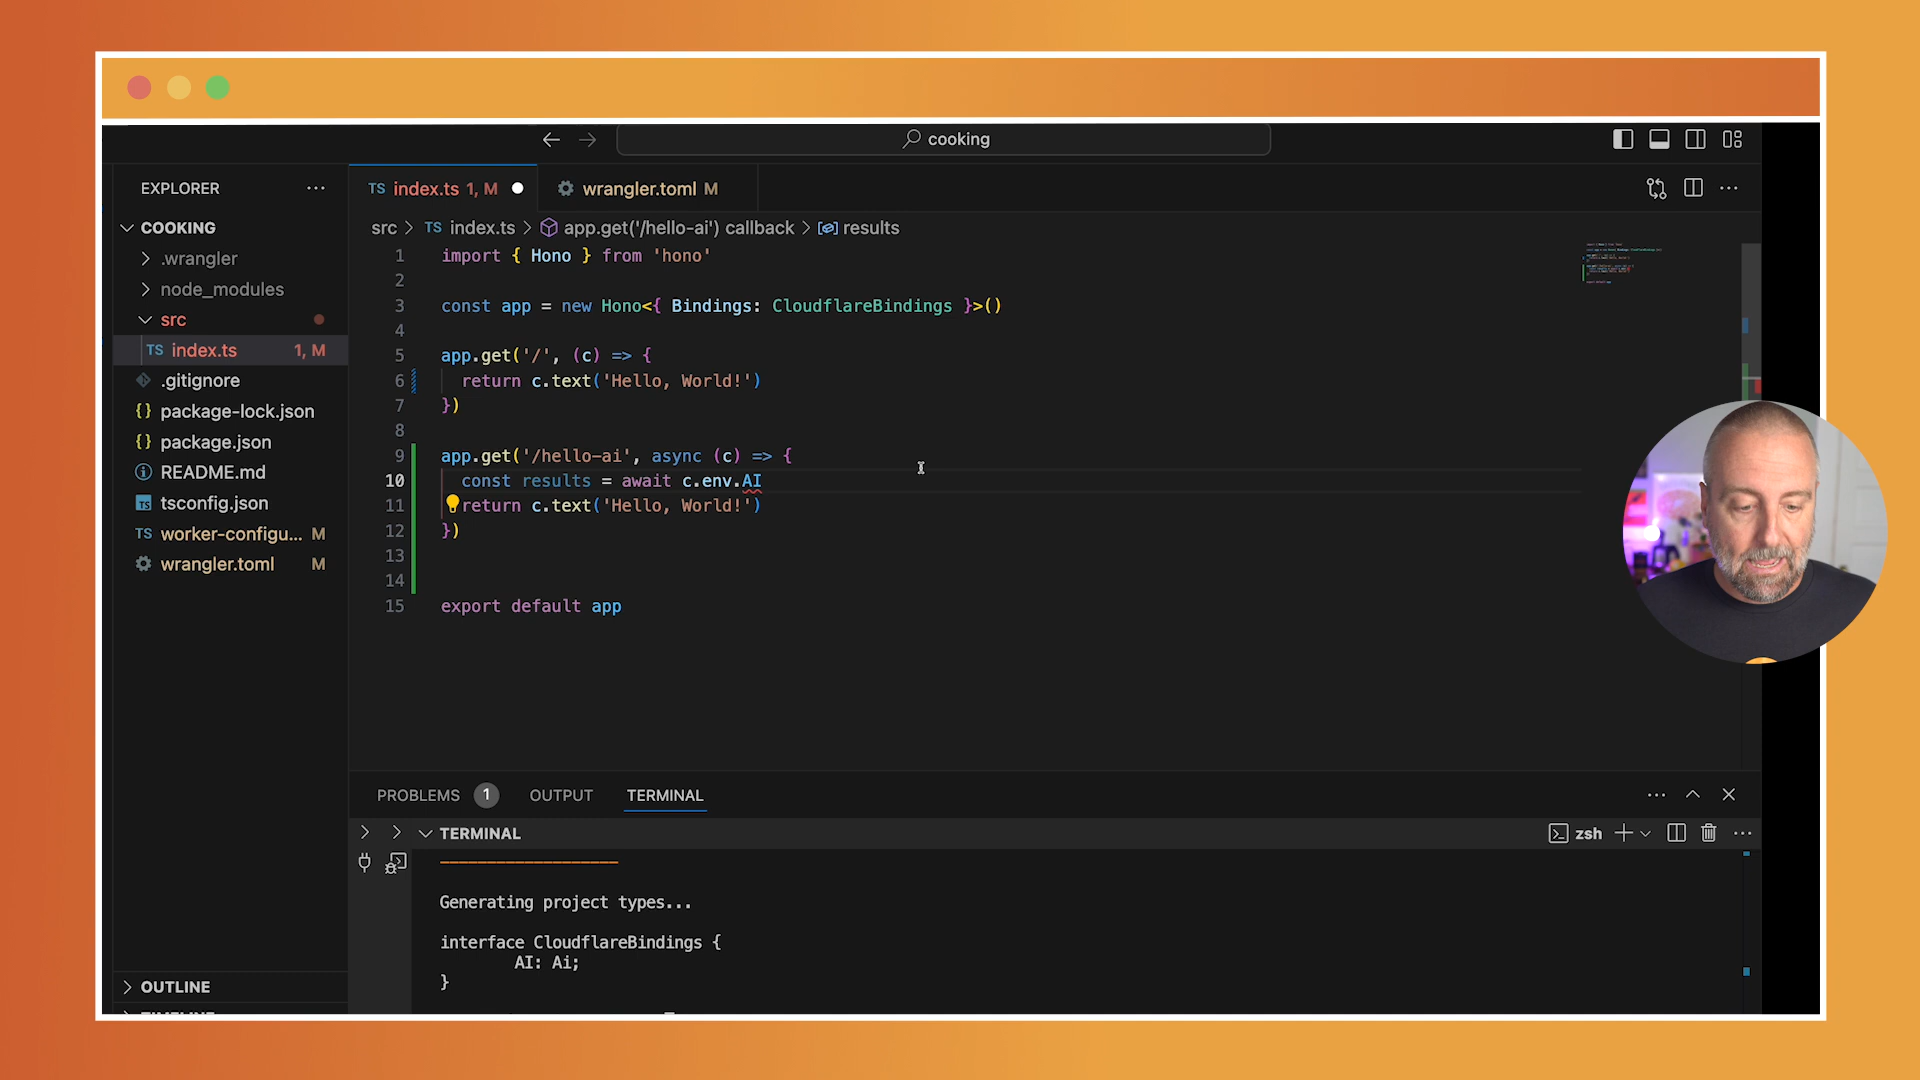 cooking
EXPLORER
COOKING
.wrangler
node_modules
src
TS index.ts 1, M
.gitignore
{} package-lock.json
{} package.json
README.md
tsconfig.json
TS worker-configu... M
wrangler.toml M
OUTLINE
TS index.ts 1, M
wrangler.toml M
src > TS index.ts > app.get('/hello-ai') callback > results
1 import { Hono } from 'hono'
2
3 const app = new Hono<{ Bindings: CloudflareBindings }>()
4
5 app.get('/', (c) => {
6 return c.text('Hello, World!')
7 })
8
9 app.get('/hello-ai', async (c) => {
10 const results = await c.env.AI
11 return c.text('Hello, World!')
12 })
13
14
15 export default app
PROBLEMS 1 OUTPUT TERMINAL
TERMINAL
zsh
Generating project types...
interface CloudflareBindings {
AI: Ai;
}